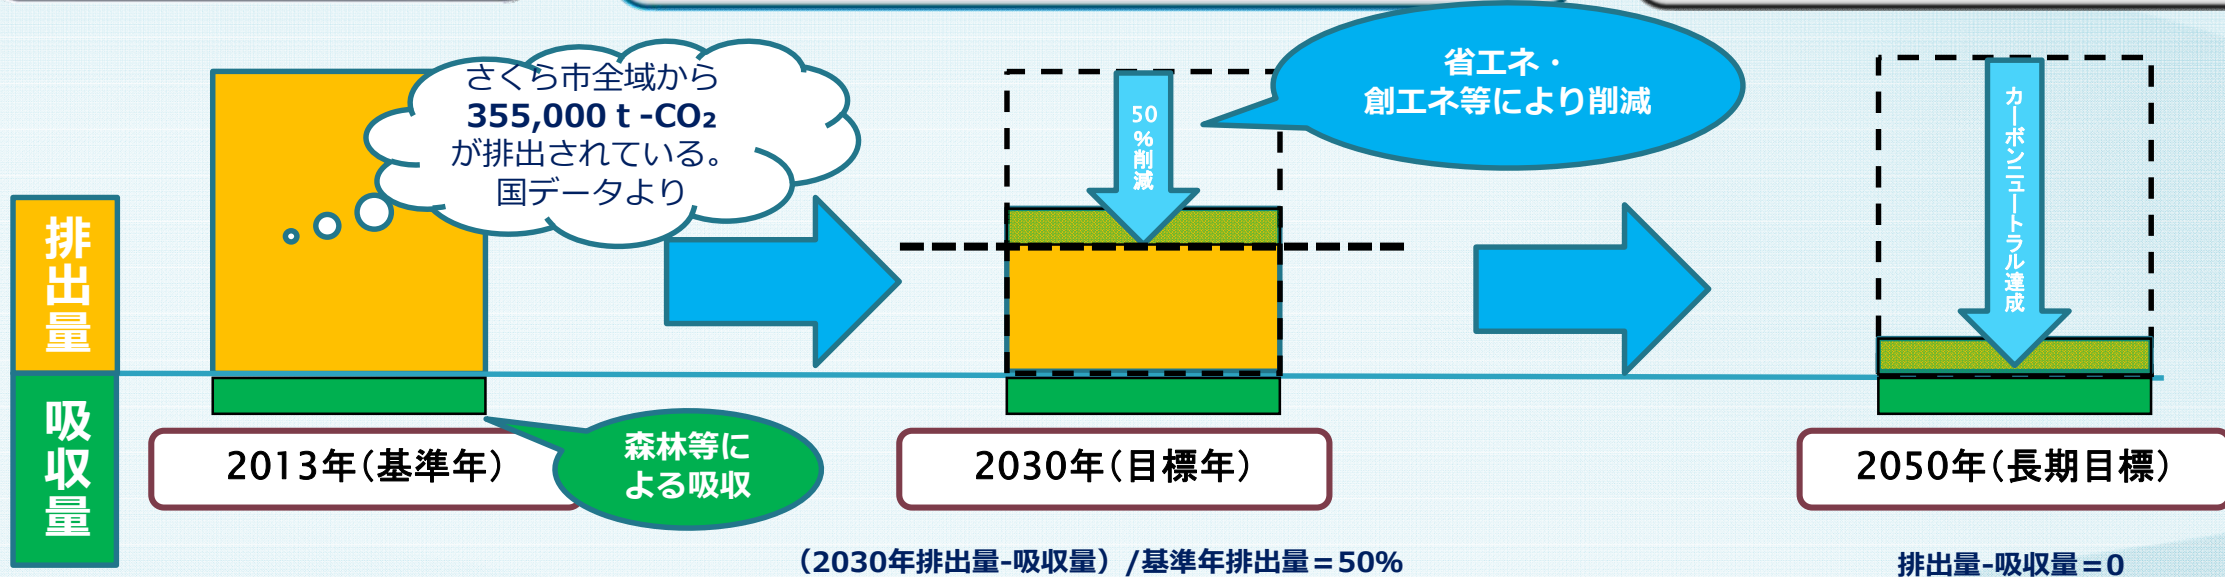 さくら市全域から
355,000ｔ-CO₂
が排出されている。
国データより
省エネ・
創エネ等により削減
50%削減
カーボンニュートラル達成
排出量
吸収量
森林等に
よる吸収
2013年(基準年)
2030年(目標年)
2050年(長期目標)
（2030年排出量-吸収量）/基準年排出量＝50%
排出量-吸収量＝0